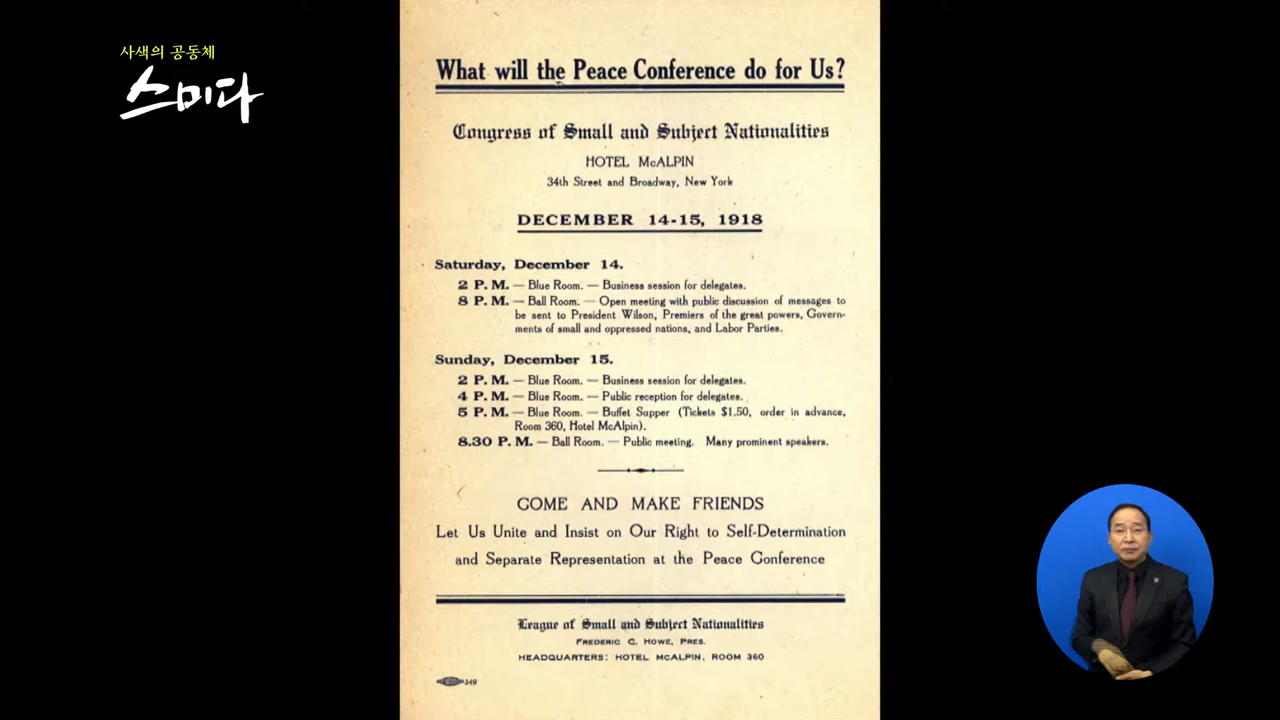 사색의 공동체
스미다
What will the Peace Conference do for Us?
Congress of Small and Subject Nationalities
HOTEL McALPIN
34th Street and Broadway, New York
DECEMBER 14-15, 1918
Saturday, December 14.
2 P. M. — Blue Room. — Business session for delegates.
8 P. M. — Ball Room. — Open meeting with public discussion of messages to
be sent to President Wilson, Premiers of the great powers, Govern-
ments of small and oppressed nations, and Labor Parties.
Sunday, December 15.
2 P. M. — Blue Room. — Business session for delegates.
4 P. M. — Blue Room. — Public reception for delegates.
5 P. M. — Blue Room. — Buffet Supper (Tickets $1.50, order in advance,
Room 360, Hotel McAlpin).
8.30 P. M. — Ball Room. — Public meeting. Many prominent speakers.
COME AND MAKE FRIENDS
Let Us Unite and Insist on Our Right to Self-Determination
and Separate Representation at the Peace Conference
League of Small and Subject Nationalities
FREDERIC C. HOWE, PRES.
HEADQUARTERS: HOTEL McALPIN, ROOM 360
349